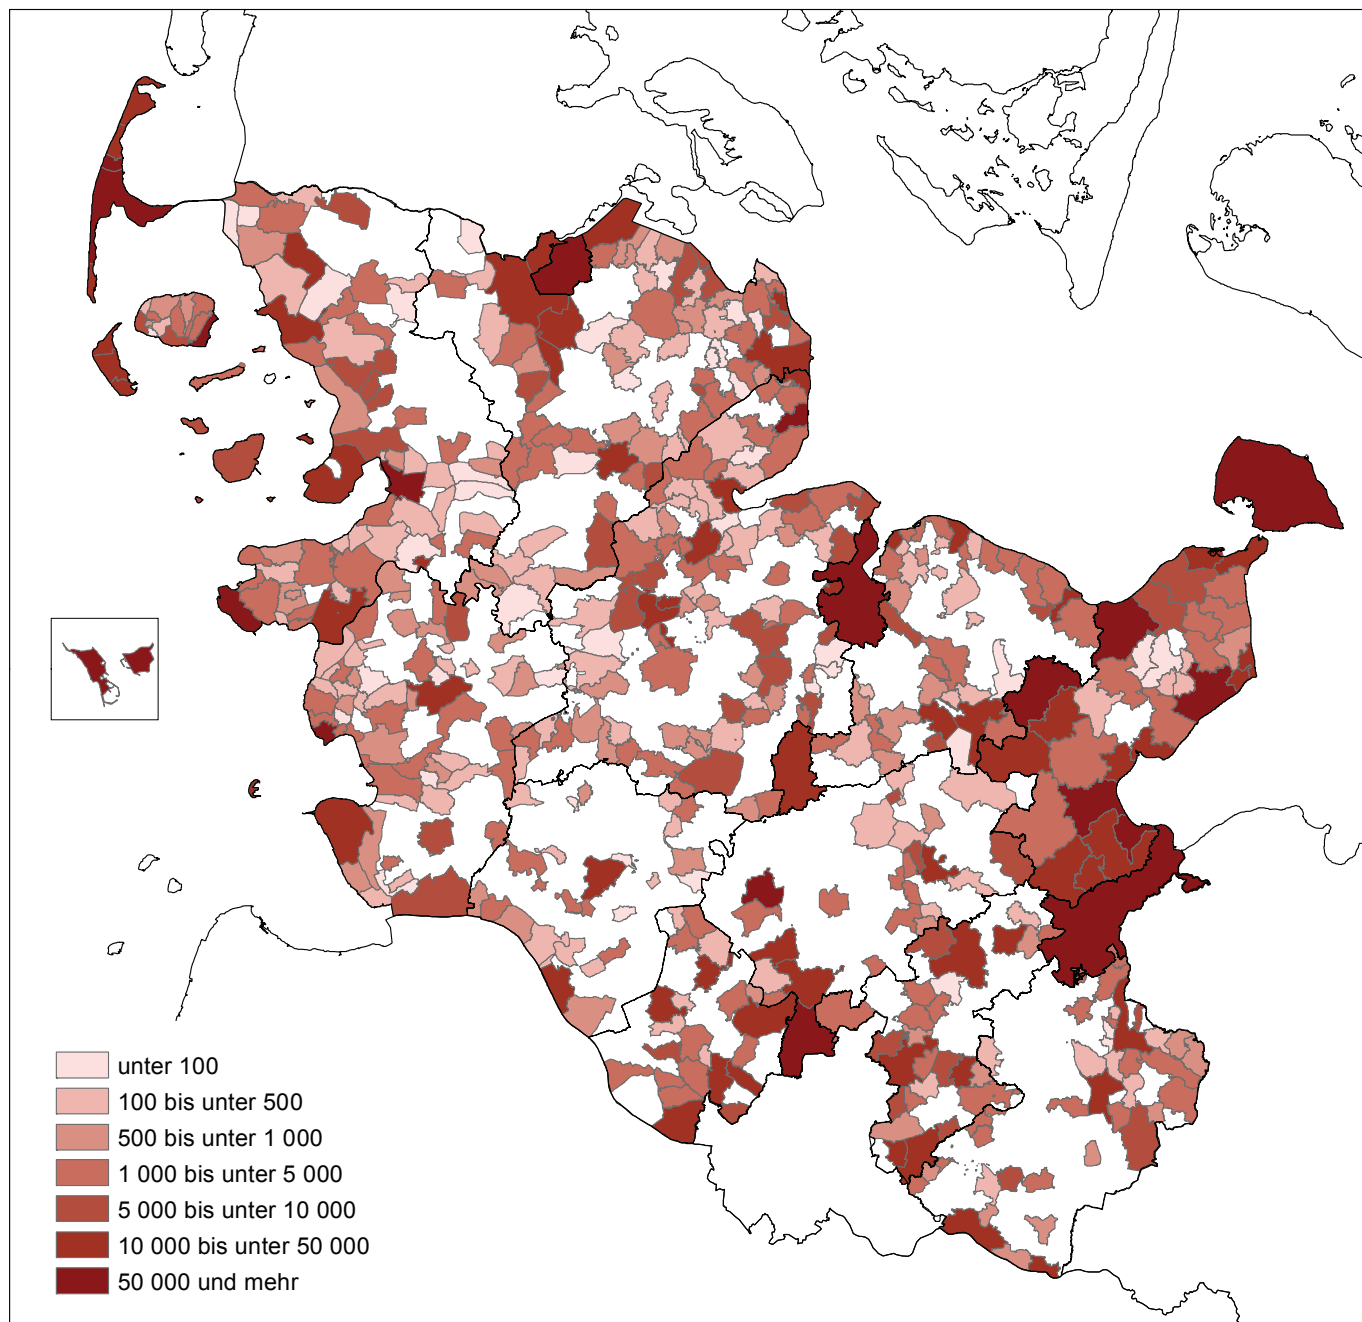 unter 100
100 bis unter 500
500 bis unter 1 000
1 000 bis unter 5 000
5 000 bis unter 10 000
10 000 bis unter 50 000
50 000 und mehr